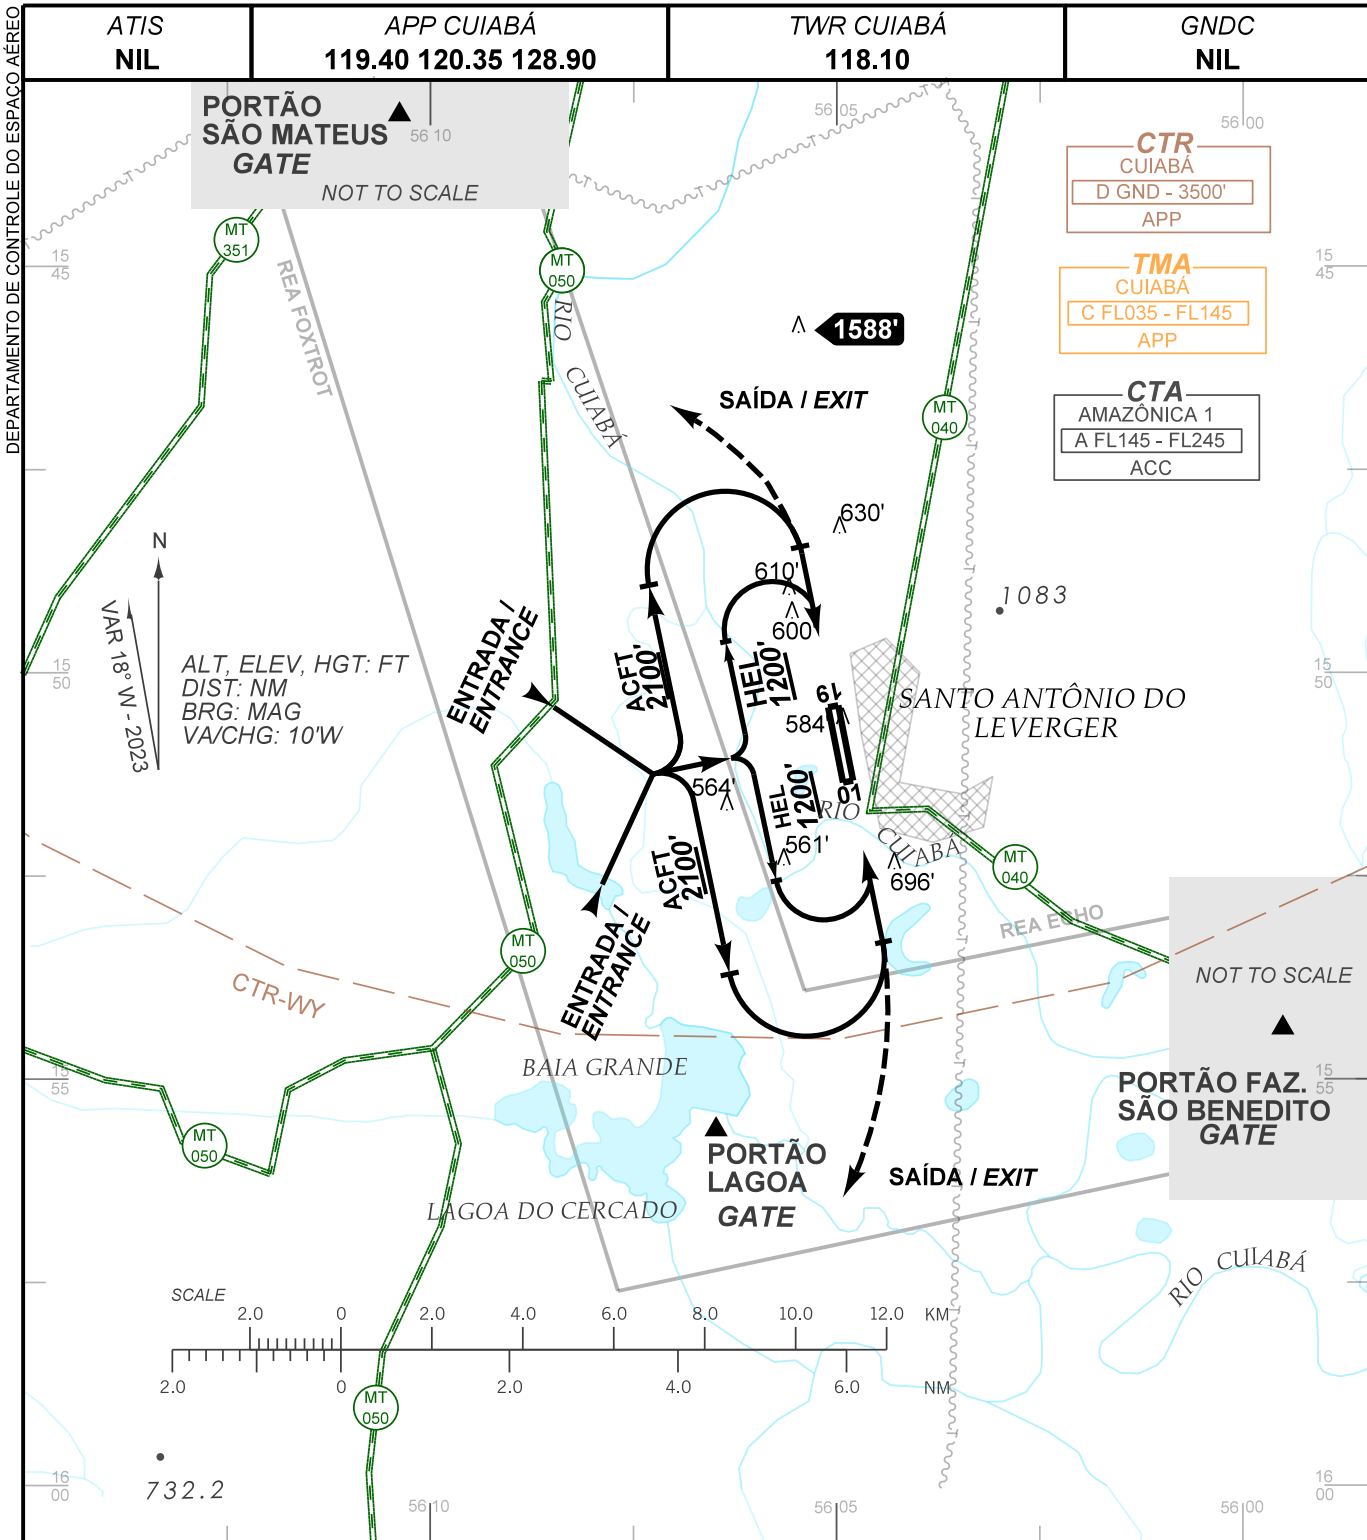 DEPARTAMENTO DE CONTROLE DO ESPAÇO AÉREO
ATIS
NIL
APP CUIABÁ
119.40 120.35 128.90
TWR CUIABÁ
118.10
GNDC
NIL
PORTÃO
SÃO MATEUS
GATE
NOT TO SCALE
56 10
56 05
56 00
CTR
CUIABÁ
D GND - 3500'
APP
TMA
CUIABÁ
C FL035 - FL145
APP
CTA
AMAZÔNICA 1
A FL145 - FL245
ACC
MT
351
MT
050
15
45
15
45
REA FOXTROT
RIO
CUIABÁ
1588'
SAÍDA / EXIT
MT
040
630'
610'
600'
1083
N
VAR 18° W - 2023
ALT, ELEV, HGT: FT
DIST: NM
BRG: MAG
VA/CHG: 10'W
15
50
15
50
ENTRADA /
ENTRANCE
ACFT
2100'
HEL
1200'
19
584'
01
SANTO ANTÔNIO DO
LEVERGER
564'
HEL
1200'
RIO
CUIABÁ
561'
696'
ACFT
2100'
MT
040
REA ECHO
ENTRADA /
ENTRANCE
MT
050
CTR-WY
NOT TO SCALE
BAIA GRANDE
15
55
15
55
PORTÃO FAZ.
SÃO BENEDITO
GATE
MT
050
PORTÃO
LAGOA
GATE
SAÍDA / EXIT
LAGOA DO CERCADO
RIO CUIABÁ
SCALE
2.0 0 2.0 4.0 6.0 8.0 10.0 12.0 KM
2.0 0 2.0 4.0 6.0 NM
MT
050
732.2
16
00
16
00
56 10
56 05
56 00